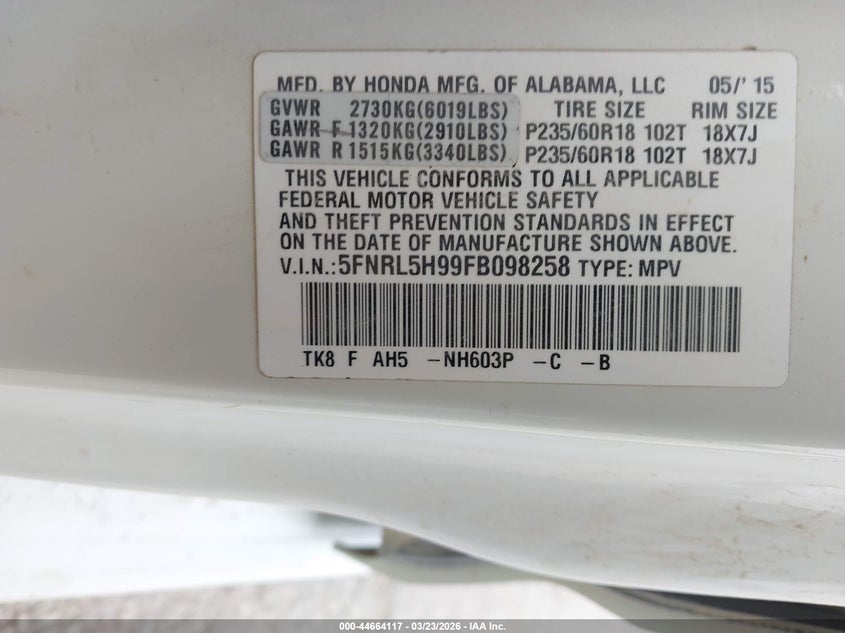 MFD. BY HONDA MFG. OF ALABAMA, LLC 05/' 15
GVWR 2730KG(6019LBS) TIRE SIZE RIM SIZE
GAWR F 1320KG(2910LBS) P235/60R18 102T 18X7J
GAWR R 1515KG(3340LBS) P235/60R18 102T 18X7J
THIS VEHICLE CONFORMS TO ALL APPLICABLE
FEDERAL MOTOR VEHICLE SAFETY
AND THEFT PREVENTION STANDARDS IN EFFECT
ON THE DATE OF MANUFACTURE SHOWN ABOVE.
V.I.N.:5FNRL5H99FB098258 TYPE: MPV
TK8 F AH5 -NH603P -C -B
000-44664117 - 03/23/2026 - IAA Inc.